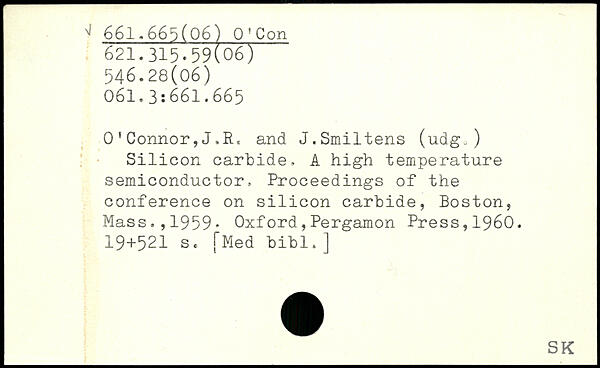 √ 661.665(06) O'Con
621.315.59(06)
546.28(06)
061.3:661.665
O'Connor,J.R. and J.Smiltens (udg.)
Silicon carbide. A high temperature
semiconductor. Proceedings of the
conference on silicon carbide, Boston,
Mass.,1959. Oxford,Pergamon Press,1960.
19+521 s. [Med bibl.]
SK